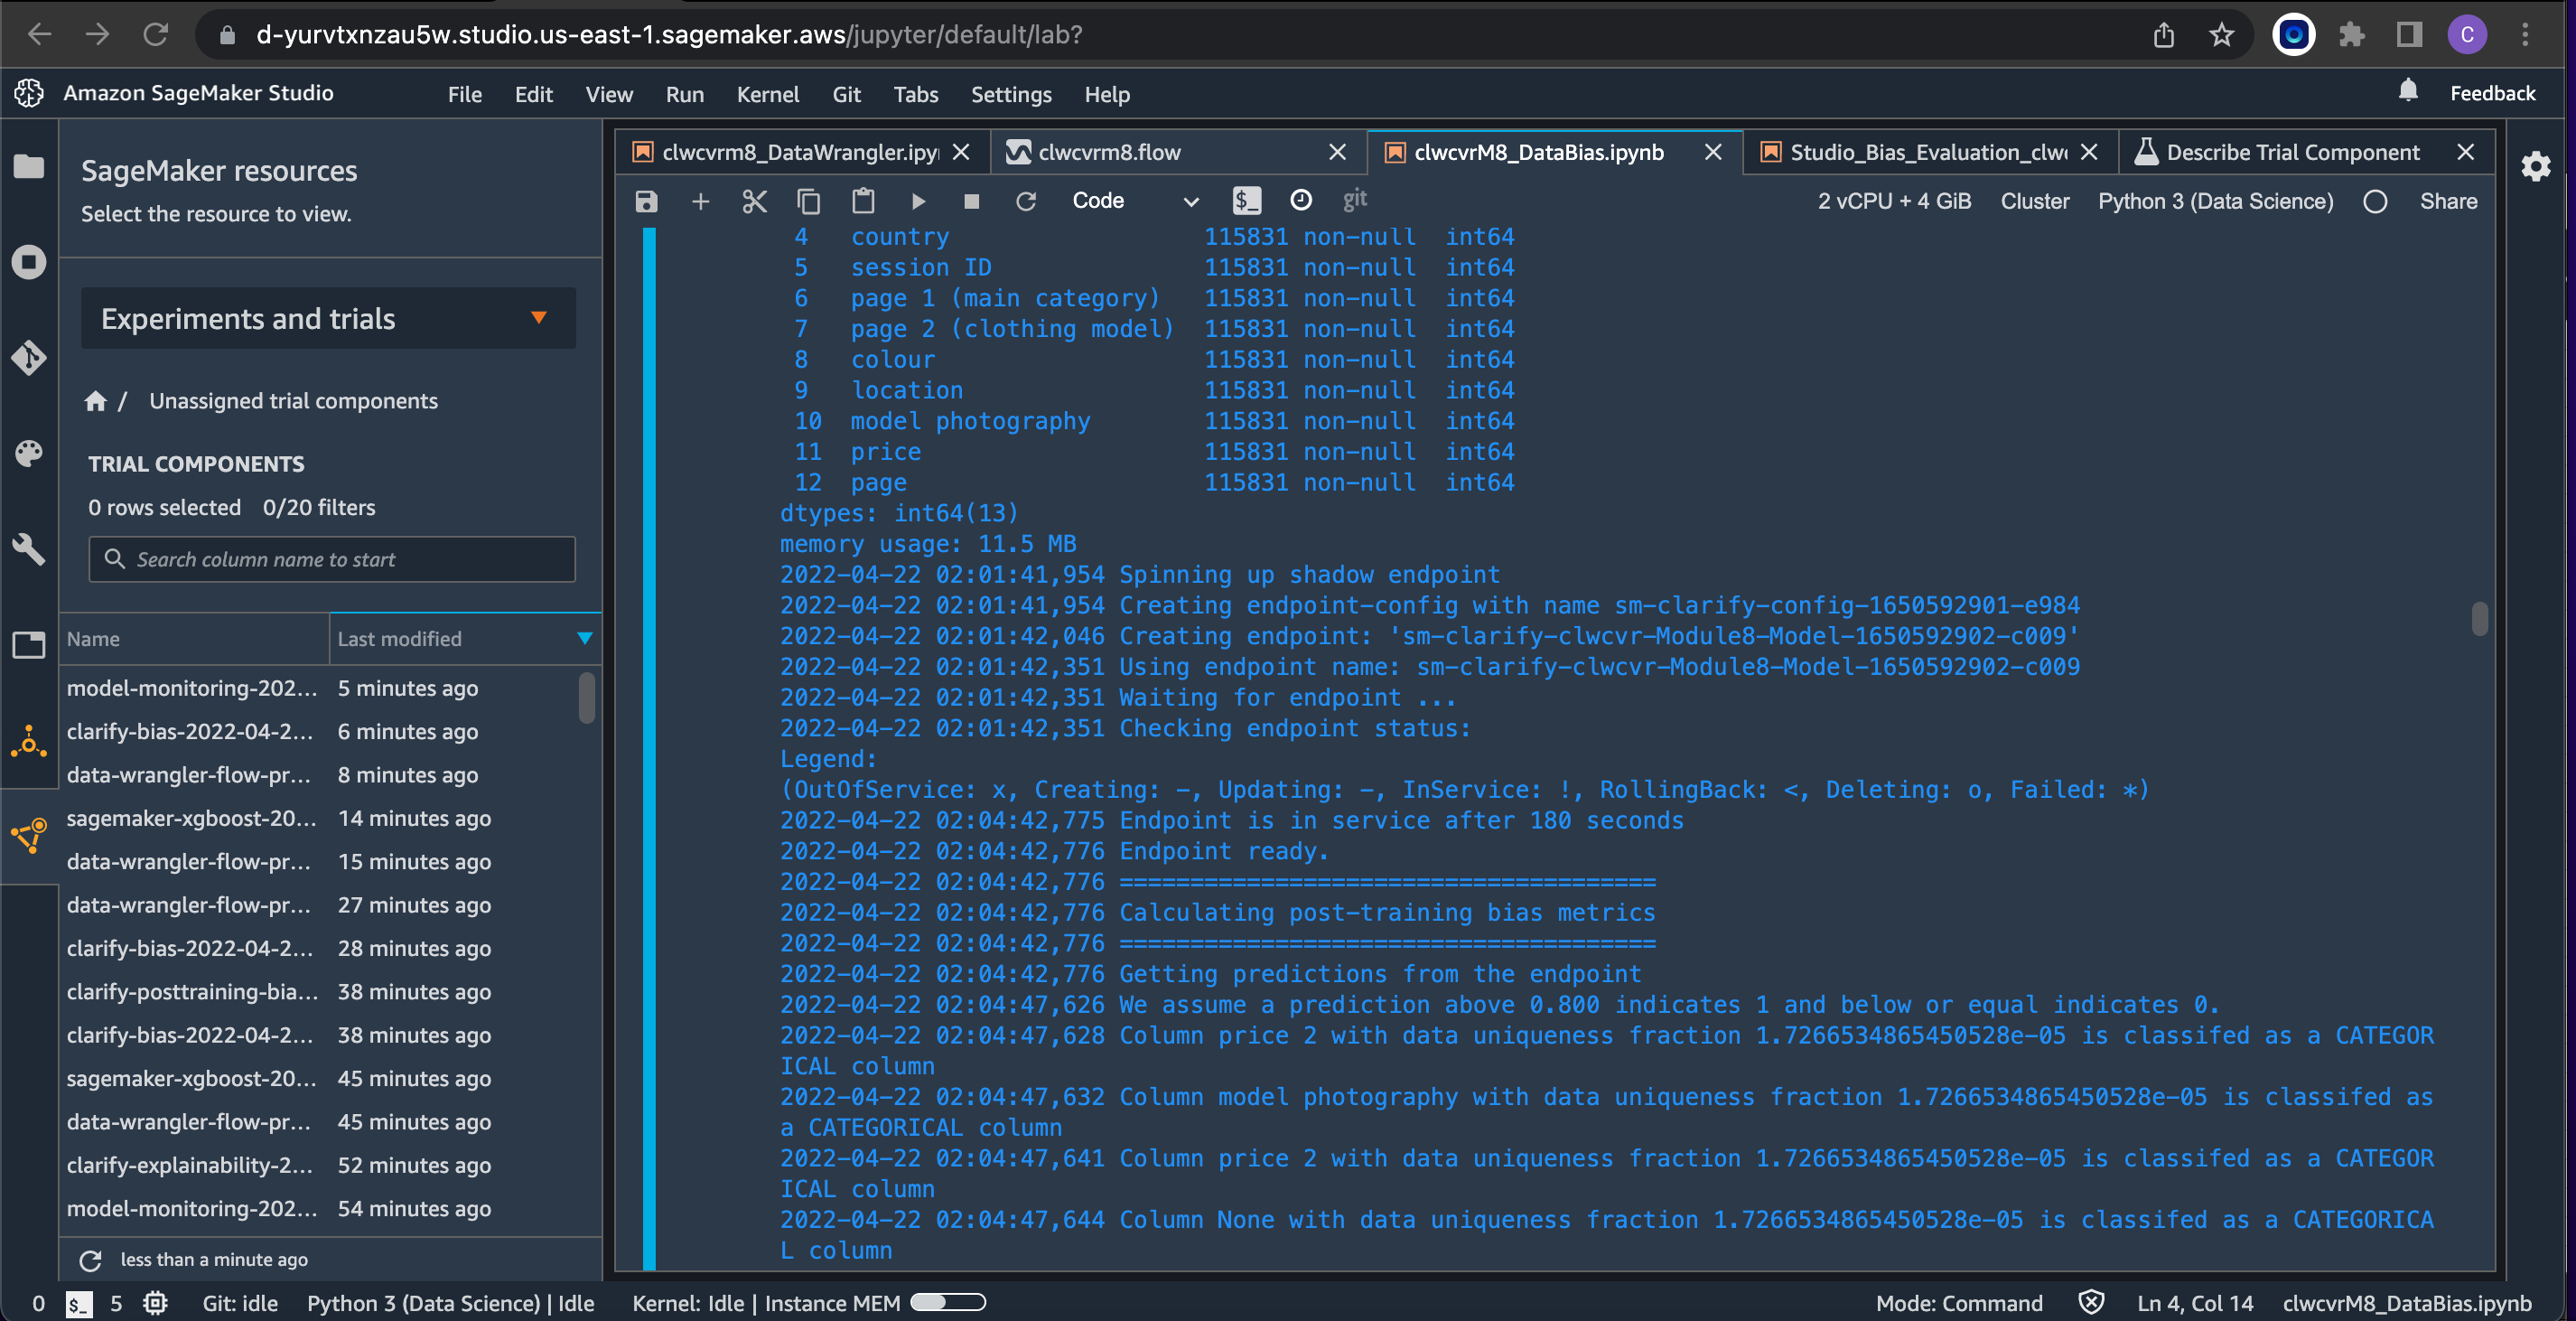 d-yurvtxnzau5w.studio.us-east-1.sagemaker.aws/jupyter/default/lab?
C
Amazon SageMaker Studio File Edit View Run Kernel Git Tabs Settings Help Feedback
SageMaker resources
Select the resource to view.
Experiments and trials
/ Unassigned trial components
TRIAL COMPONENTS
0 rows selected 0/20 filters
Search column name to start
Name Last modified
model-monitoring-202... 5 minutes ago
clarify-bias-2022-04-2... 6 minutes ago
data-wrangler-flow-pr... 8 minutes ago
sagemaker-xgboost-20... 14 minutes ago
data-wrangler-flow-pr... 15 minutes ago
data-wrangler-flow-pr... 27 minutes ago
clarify-bias-2022-04-2... 28 minutes ago
clarify-posttraining-bia... 38 minutes ago
clarify-bias-2022-04-2... 38 minutes ago
sagemaker-xgboost-20... 45 minutes ago
data-wrangler-flow-pr... 45 minutes ago
clarify-explainability-2... 52 minutes ago
model-monitoring-202... 54 minutes ago
less than a minute ago
clwcvrm8_DataWrangler.ipy clwcvrm8.flow clwcvrM8_DataBias.ipynb Studio_Bias_Evaluation_clw Describe Trial Component
Code $_ git 2 vCPU + 4 GiB Cluster Python 3 (Data Science) Share
4 country 115831 non-null int64
5 session ID 115831 non-null int64
6 page 1 (main category) 115831 non-null int64
7 page 2 (clothing model) 115831 non-null int64
8 colour 115831 non-null int64
9 location 115831 non-null int64
10 model photography 115831 non-null int64
11 price 115831 non-null int64
12 page 115831 non-null int64
dtypes: int64(13)
memory usage: 11.5 MB
2022-04-22 02:01:41,954 Spinning up shadow endpoint
2022-04-22 02:01:41,954 Creating endpoint-config with name sm-clarify-config-1650592901-e984
2022-04-22 02:01:42,046 Creating endpoint: 'sm-clarify-clwcvr-Module8-Model-1650592902-c009'
2022-04-22 02:01:42,351 Using endpoint name: sm-clarify-clwcvr-Module8-Model-1650592902-c009
2022-04-22 02:01:42,351 Waiting for endpoint ...
2022-04-22 02:01:42,351 Checking endpoint status:
Legend:
(OutOfService: x, Creating: -, Updating: -, InService: !, RollingBack: <, Deleting: o, Failed: *)
2022-04-22 02:04:42,775 Endpoint is in service after 180 seconds
2022-04-22 02:04:42,776 Endpoint ready.
2022-04-22 02:04:42,776 ======================================
2022-04-22 02:04:42,776 Calculating post-training bias metrics
2022-04-22 02:04:42,776 ======================================
2022-04-22 02:04:42,776 Getting predictions from the endpoint
2022-04-22 02:04:47,626 We assume a prediction above 0.800 indicates 1 and below or equal indicates 0.
2022-04-22 02:04:47,628 Column price 2 with data uniqueness fraction 1.7266534865450528e-05 is classifed as a CATEGOR
ICAL column
2022-04-22 02:04:47,632 Column model photography with data uniqueness fraction 1.7266534865450528e-05 is classifed as
a CATEGORICAL column
2022-04-22 02:04:47,641 Column price 2 with data uniqueness fraction 1.7266534865450528e-05 is classifed as a CATEGOR
ICAL column
2022-04-22 02:04:47,644 Column None with data uniqueness fraction 1.7266534865450528e-05 is classifed as a CATEGORICA
L column
0 $_ 5 Git: idle Python 3 (Data Science) | Idle Kernel: Idle | Instance MEM Mode: Command Ln 4, Col 14 clwcvrM8_DataBias.ipynb